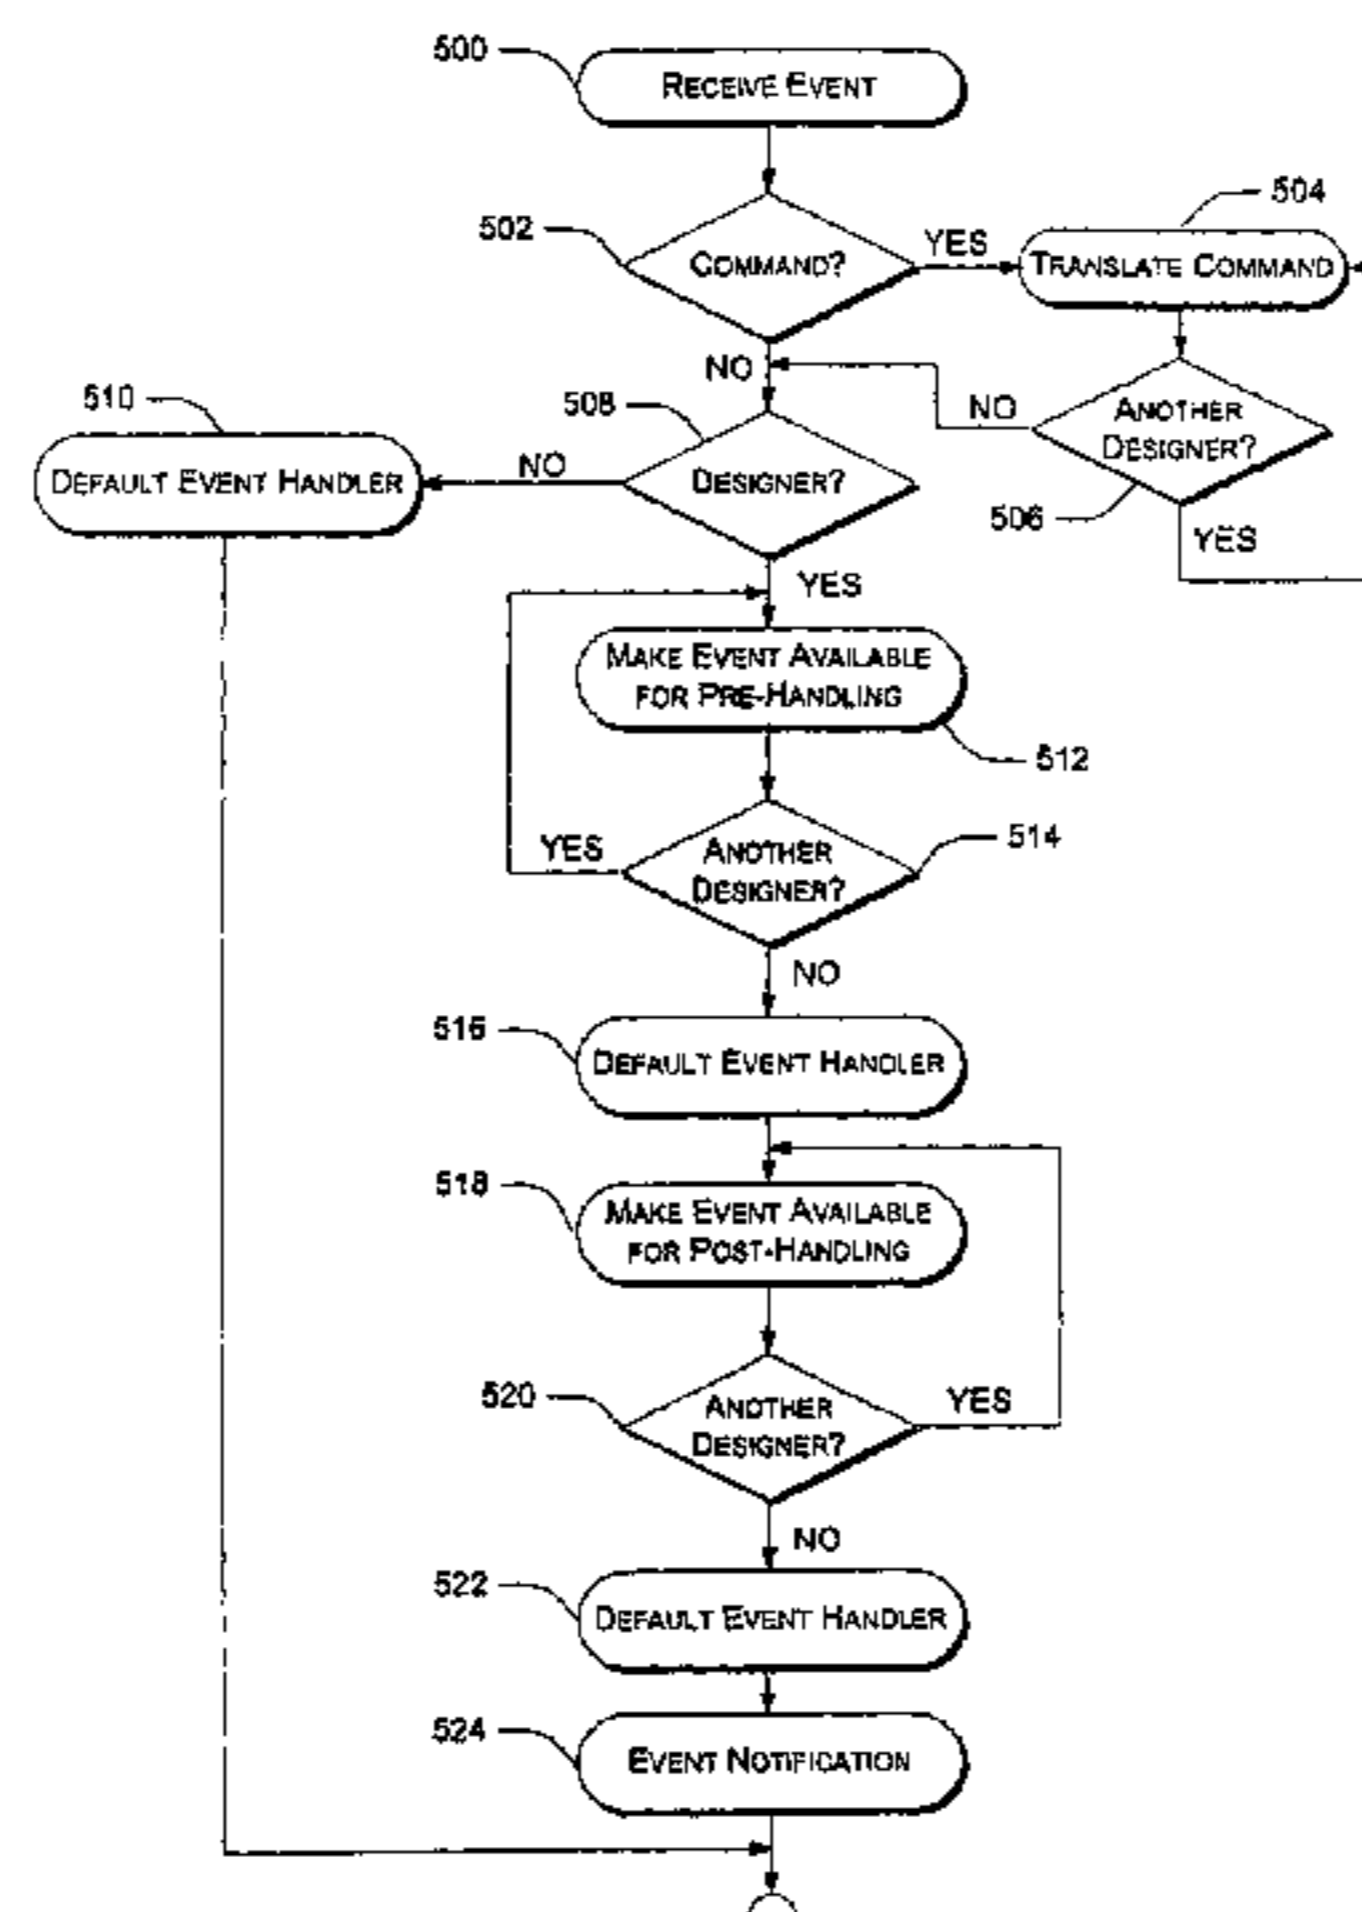 500
RECEIVE EVENT
502
COMMAND?
YES
504
TRANSLATE COMMAND
NO
510
508
NO
ANOTHER
DESIGNER?
DEFAULT EVENT HANDLER
NO
DESIGNER?
506
YES
YES
MAKE EVENT AVAILABLE
FOR PRE-HANDLING
512
YES
ANOTHER
DESIGNER?
514
NO
516
DEFAULT EVENT HANDLER
518
MAKE EVENT AVAILABLE
FOR POST-HANDLING
520
ANOTHER
DESIGNER?
YES
NO
522
DEFAULT EVENT HANDLER
524
EVENT NOTIFICATION